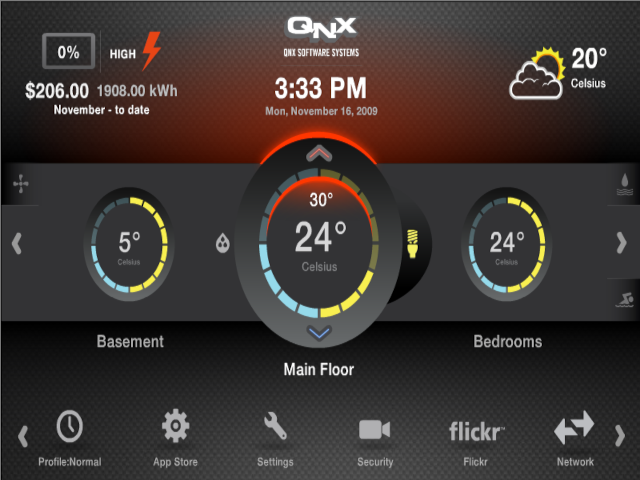 QNX
QNX SOFTWARE SYSTEMS
0%
HIGH
$206.00 1908.00 kWh
November - to date
3:33 PM
Mon, November 16, 2009
20°
Celsius
5°
Celsius
30°
24°
Celsius
24°
Celsius
Basement
Main Floor
Bedrooms
Profile:Normal
App Store
Settings
Security
flickr™
Flickr
Network